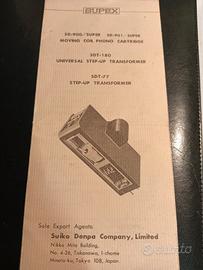 SUPEX
SD-900/SUPER SD-901/SUPER
MOVING COIL PHONO CARTRIDGE
SDT-180
UNIVERSAL STEP-UP TRANSFORMER
SDT-77
STEP-UP TRANSFORMER
Sole Export Agents:
Suiko Denpa Company, Limited
Nikko Mita Building,
No. 4-26, Takanawa, 1-chome
Minato-ku, Tokyo 108, Japan.
subito